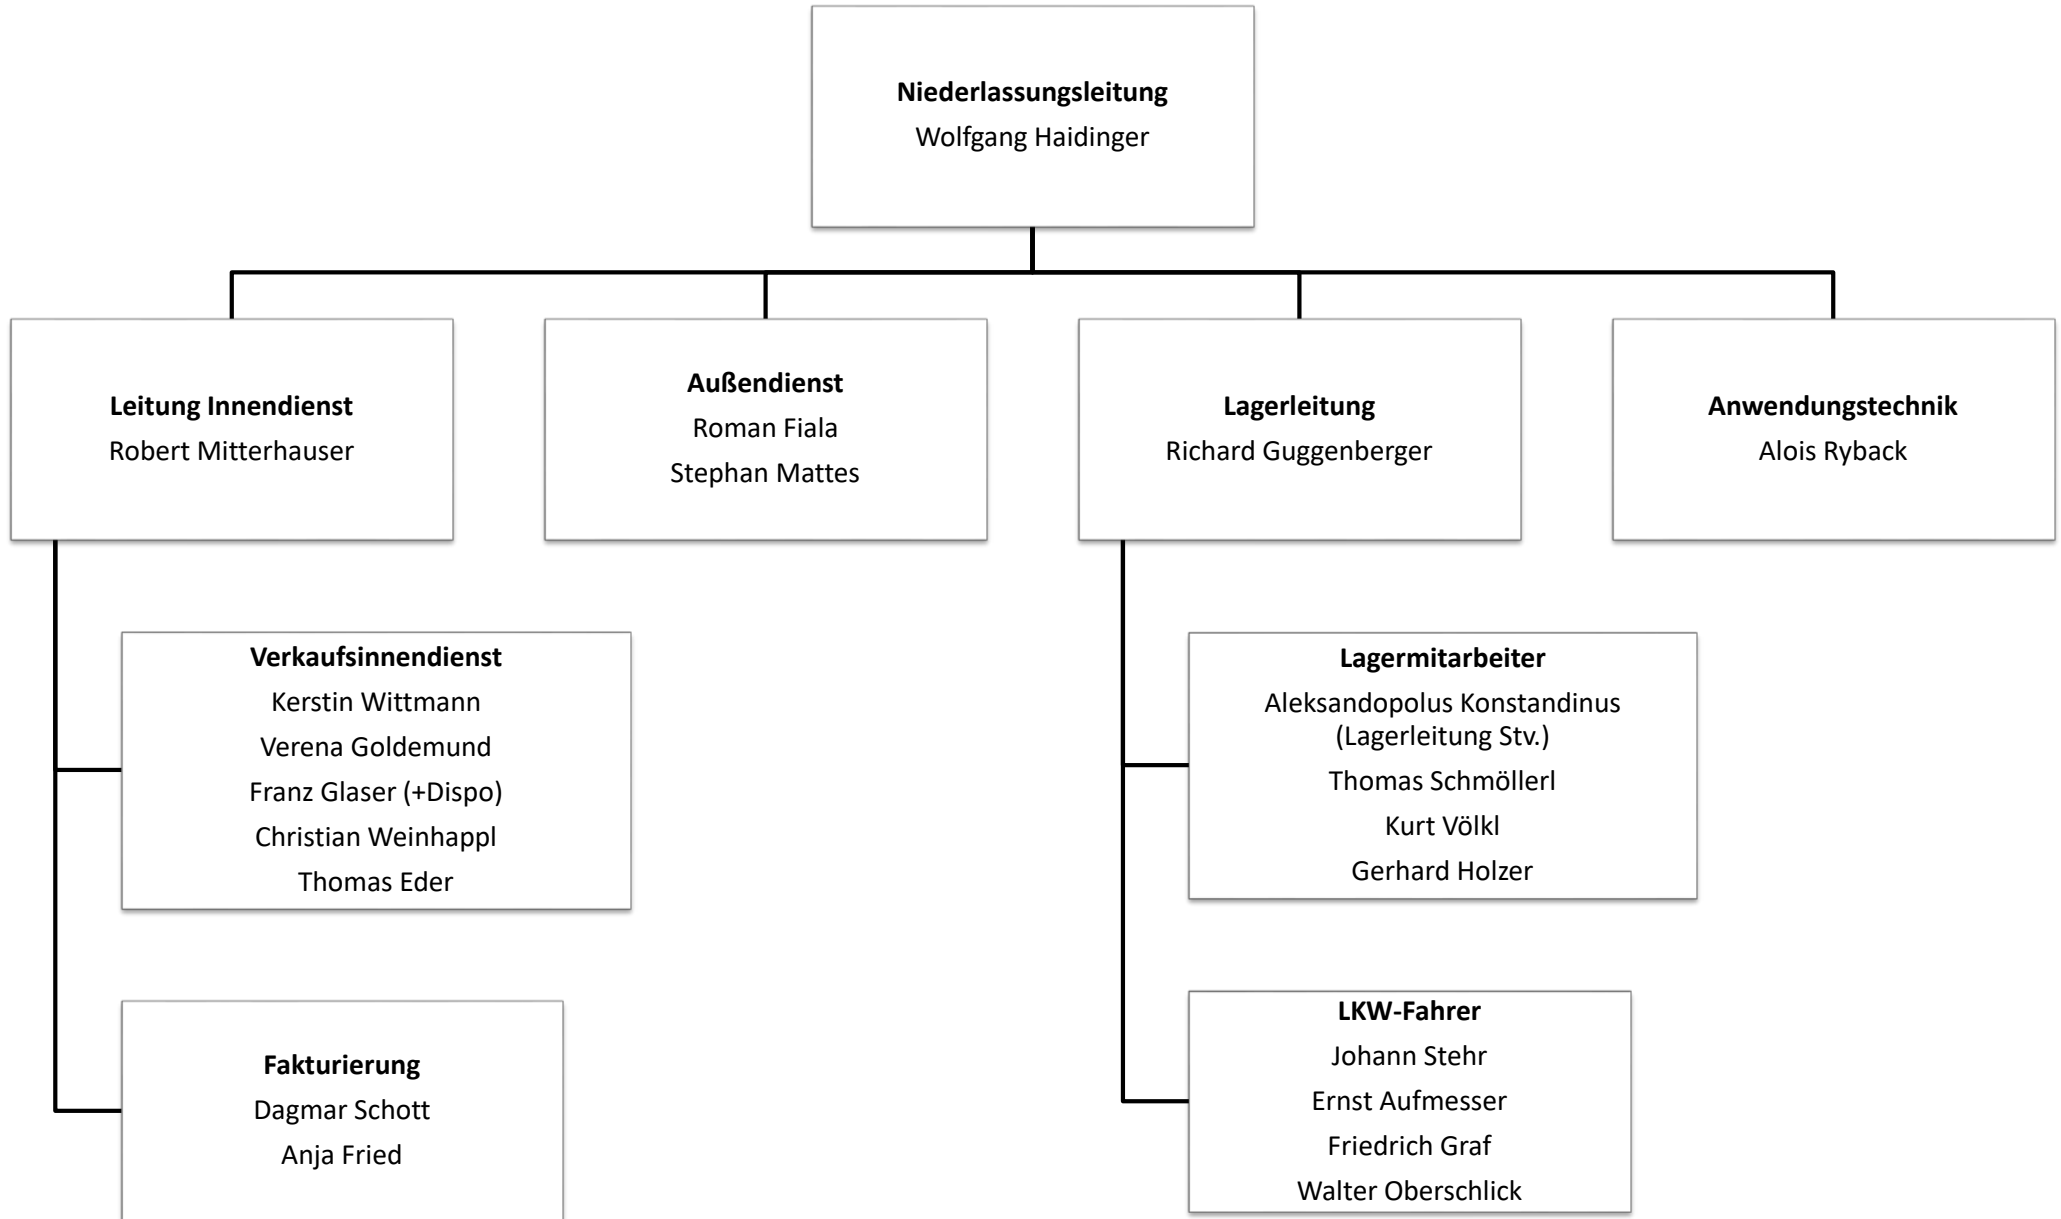 Niederlassungsleitung
Wolfgang Haidinger
Leitung Innendienst
Robert Mitterhauser
Außendienst
Roman Fiala
Stephan Mattes
Lagerleitung
Richard Guggenberger
Anwendungstechnik
Alois Ryback
Verkaufsinnendienst
Kerstin Wittmann
Verena Goldemund
Franz Glaser (+Dispo)
Christian Weinhappl
Thomas Eder
Lagermitarbeiter
Aleksandopolus Konstandinus
(Lagerleitung Stv.)
Thomas Schmöllerl
Kurt Völkl
Gerhard Holzer
Fakturierung
Dagmar Schott
Anja Fried
LKW-Fahrer
Johann Stehr
Ernst Aufmesser
Friedrich Graf
Walter Oberschlick